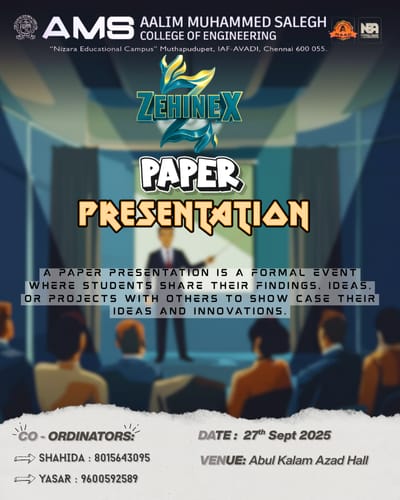 AMS AALIM MUHAMMED SALEGH
COLLEGE OF ENGINEERING
"Nizara Educational Campus" Muthapudupet, IAF-AVADI, Chennai 600 055.
ZEHINEX
PAPER
PRESENTATION
A PAPER PRESENTATION IS A FORMAL EVENT
WHERE STUDENTS SHARE THEIR FINDINGS, IDEAS,
OR PROJECTS WITH OTHERS TO SHOW CASE THEIR
IDEAS AND INNOVATIONS.
CO - ORDINATORS:
SHAHIDA : 8015643095
YASAR : 9600592589
DATE : 27th Sept 2025
VENUE: Abul Kalam Azad Hall